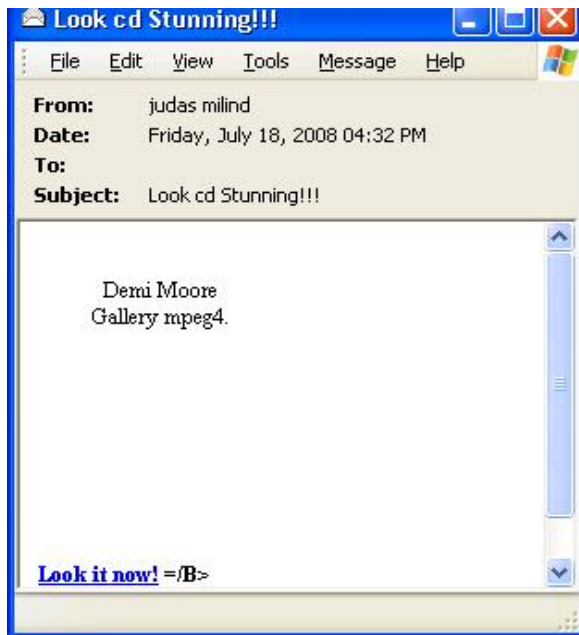 Look cd Stunning!!!
File Edit View Tools Message Help
From: judas milind
Date: Friday, July 18, 2008 04:32 PM
To:
Subject: Look cd Stunning!!!
Demi Moore
Gallery mpeg4.
Look it now! =/B>